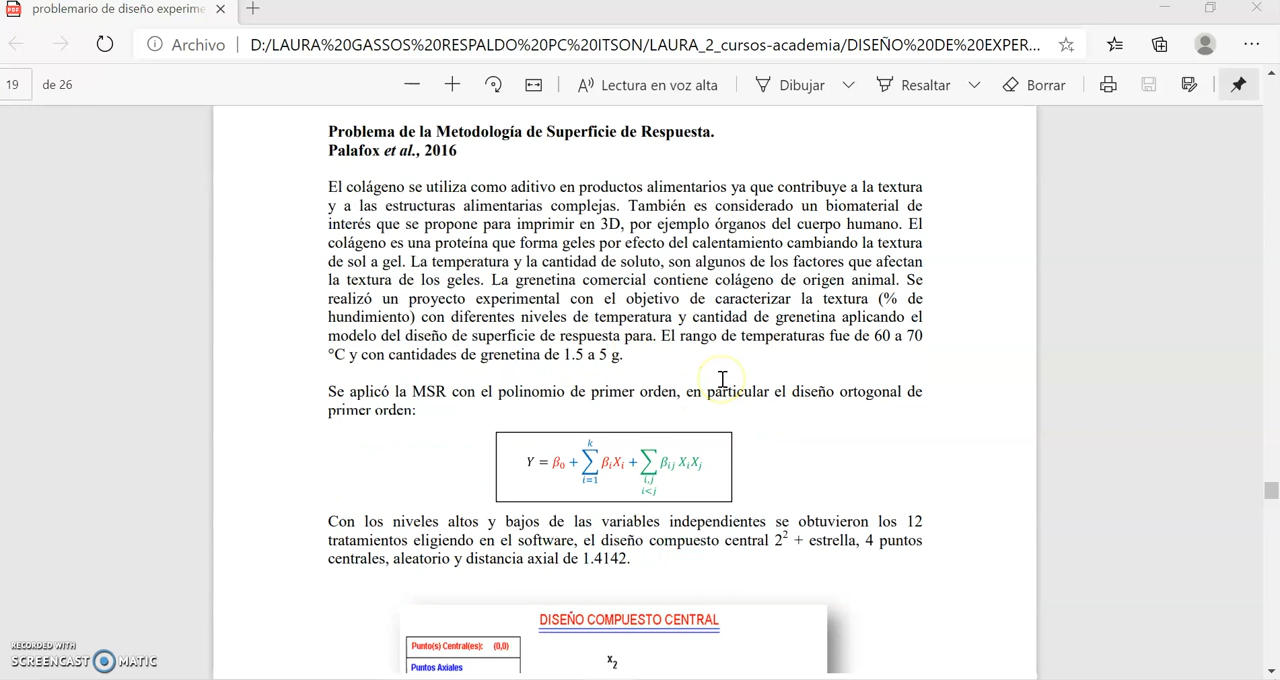 problemario de diseño experime
Archivo
D:/LAURA%20GASSOS%20RESPALDO%20PC%20ITSON/LAURA_2_cursos-academia/DISEÑO%20DE%20EXPER...
19 de 26
Lectura en voz alta
Dibujar
Resaltar
Borrar
Problema de la Metodología de Superficie de Respuesta.
Palafox et al., 2016
El colágeno se utiliza como aditivo en productos alimentarios ya que contribuye a la textura
y a las estructuras alimentarias complejas. También es considerado un biomaterial de
interés que se propone para imprimir en 3D, por ejemplo órganos del cuerpo humano. El
colágeno es una proteína que forma geles por efecto del calentamiento cambiando la textura
de sol a gel. La temperatura y la cantidad de soluto, son algunos de los factores que afectan
la textura de los geles. La grenetina comercial contiene colágeno de origen animal. Se
realizó un proyecto experimental con el objetivo de caracterizar la textura (% de
hundimiento) con diferentes niveles de temperatura y cantidad de grenetina aplicando el
modelo del diseño de superficie de respuesta para. El rango de temperaturas fue de 60 a 70
°C y con cantidades de grenetina de 1.5 a 5 g.
Se aplicó la MSR con el polinomio de primer orden, en particular el diseño ortogonal de
primer orden:
Y = β₀ + ∑ᵢ₌₁ᵏ βᵢXᵢ + ∑ᵢ,ⱼ ᵢ<ⱼ βᵢⱼ XᵢXⱼ
Con los niveles altos y bajos de las variables independientes se obtuvieron los 12
tratamientos eligiendo en el software, el diseño compuesto central 2² + estrella, 4 puntos
centrales, aleatorio y distancia axial de 1.4142.
DISEÑO COMPUESTO CENTRAL
Punto(s) Central(es): (0,0)
Puntos Axiales
x₂
RECORDED WITH
SCREENCAST MATIC